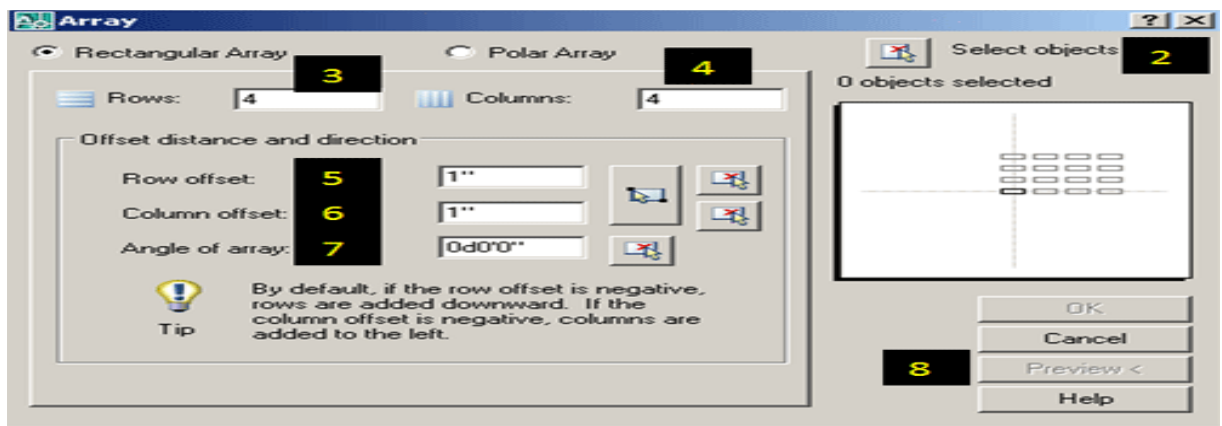 Array
Rectangular Array
Polar Array
Select objects 2
0 objects selected
3
4
Rows: 4
Columns: 4
Offset distance and direction
Row offset: 5 1"
Column offset: 6 1"
Angle of array: 7 0d0'0"
Tip
By default, if the row offset is negative,
rows are added downward. If the
column offset is negative, columns are
added to the left.
OK
Cancel
8 Preview <
Help